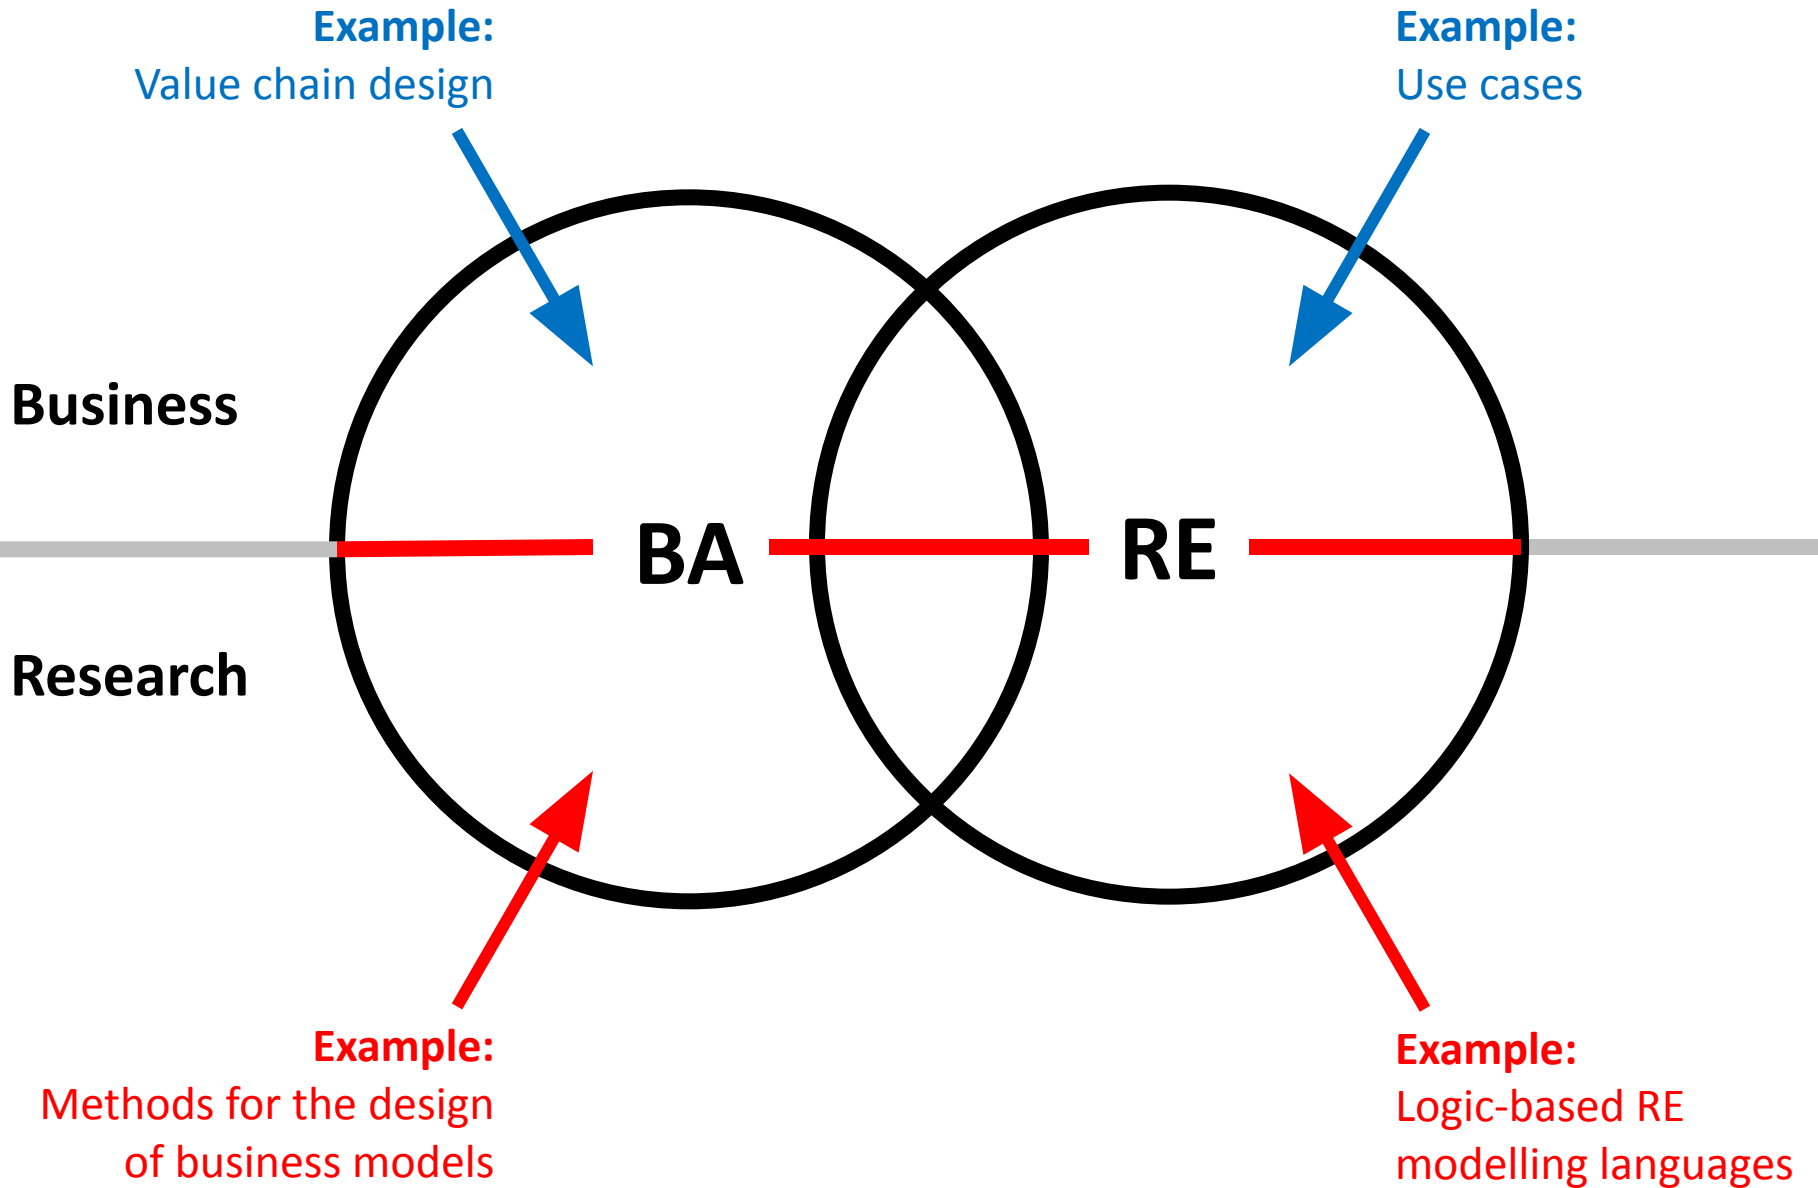 Example:
Value chain design
Example:
Use cases
Business
BA
RE
Research
Example:
Methods for the design
of business models
Example:
Logic-based RE
modelling languages